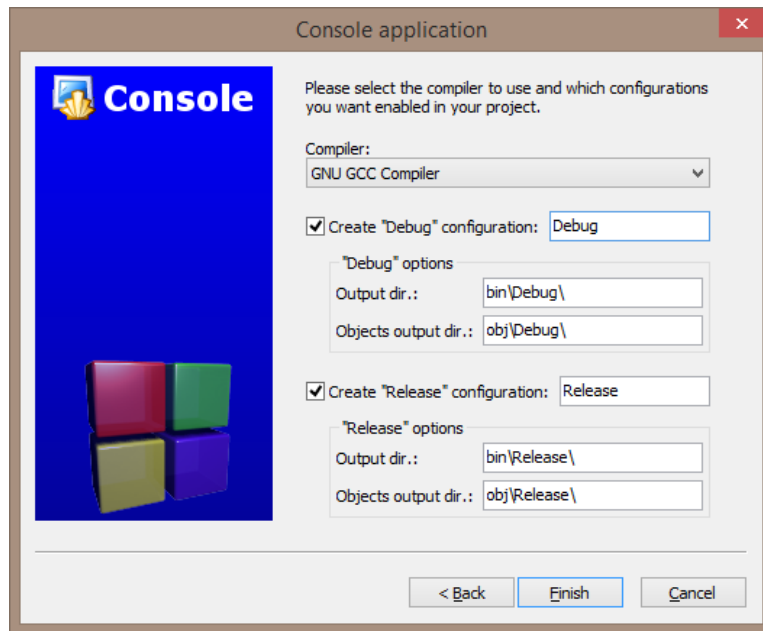 Console application
Console
Please select the compiler to use and which configurations
you want enabled in your project.
Compiler:
GNU GCC Compiler
Create "Debug" configuration: Debug
"Debug" options
Output dir.: bin\Debug\
Objects output dir.: obj\Debug\
Create "Release" configuration: Release
"Release" options
Output dir.: bin\Release\
Objects output dir.: obj\Release\
< Back Finish Cancel